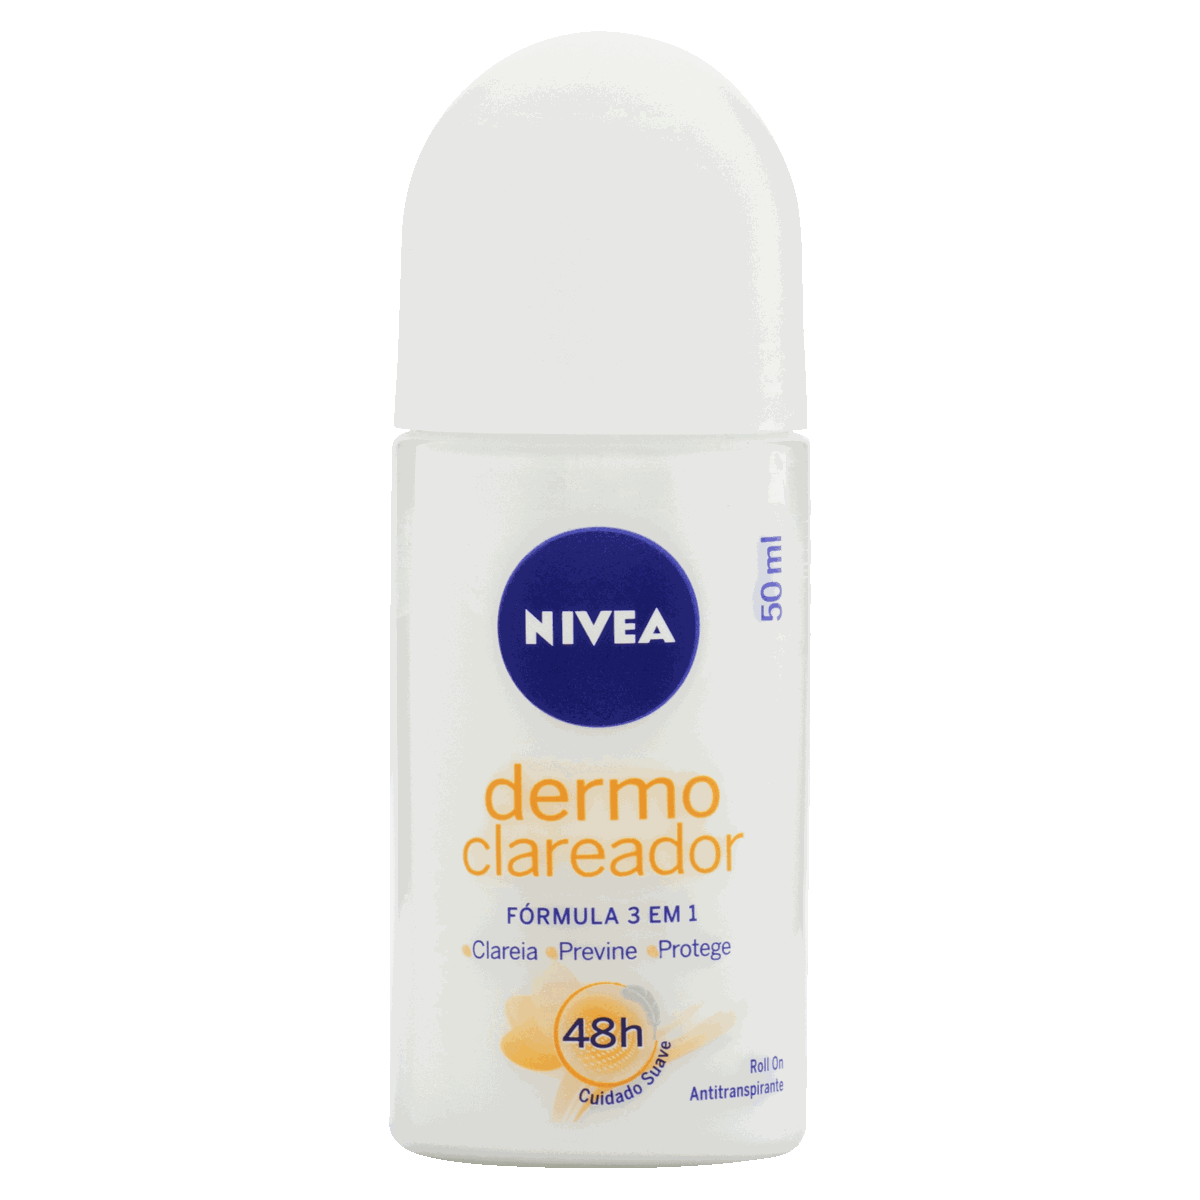 NIVEA
50 ml
dermo
clareador
FÓRMULA 3 EM 1
Clareia Previne Protege
48h
Cuidado Suave
Roll On
Antitranspirante